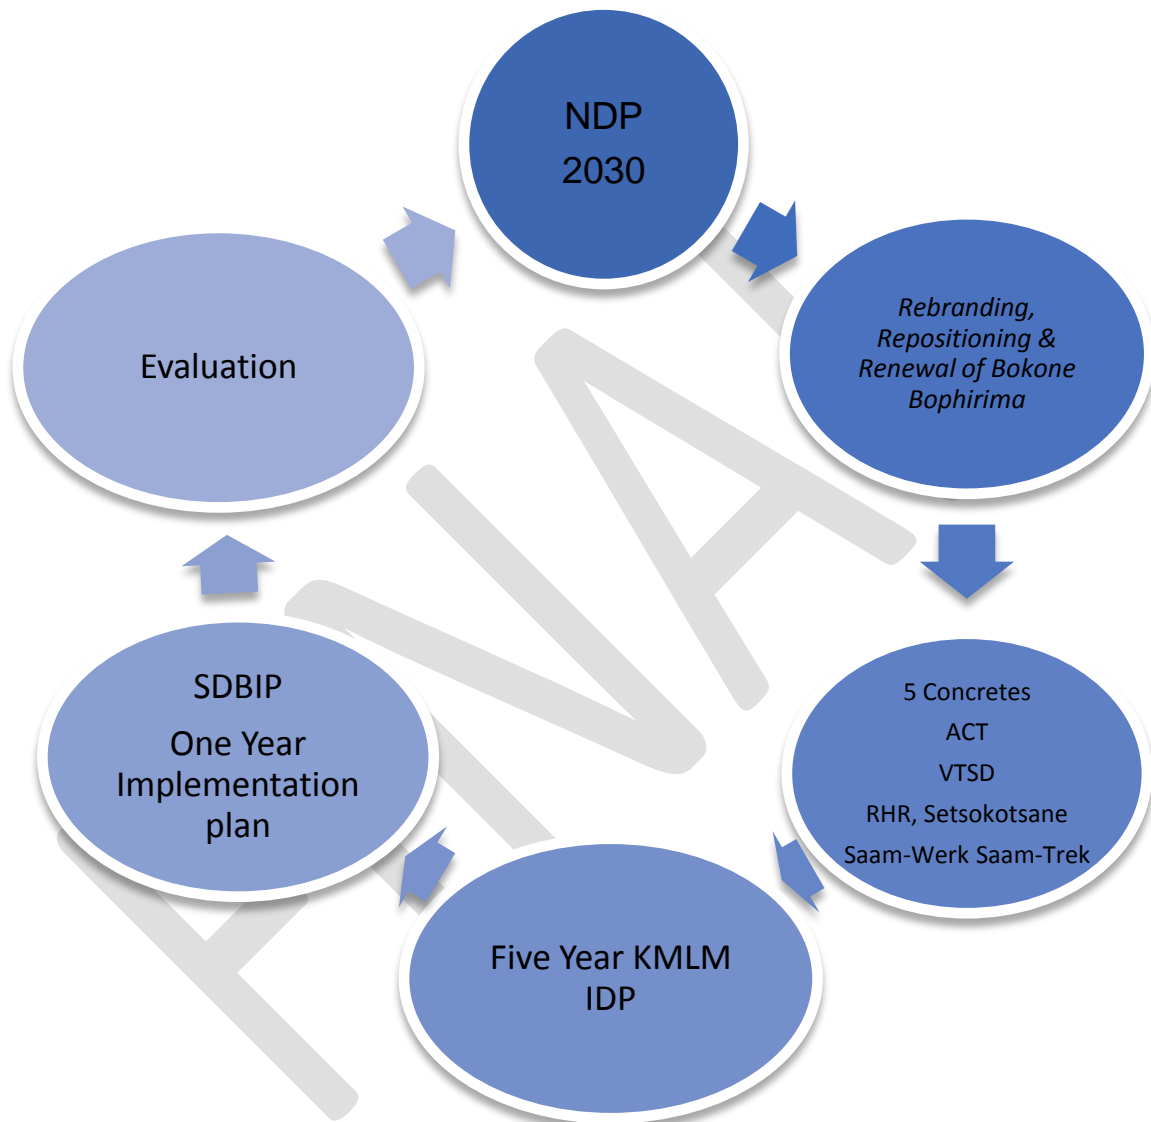 NDP
2030
Rebranding,
Repositioning &
Renewal of Bokone
Bophirima
5 Concretes
ACT
VTSD
RHR, Setsokotsane
Saam-Werk Saam-Trek
Five Year KMLM
IDP
SDBIP
One Year
Implementation
plan
Evaluation